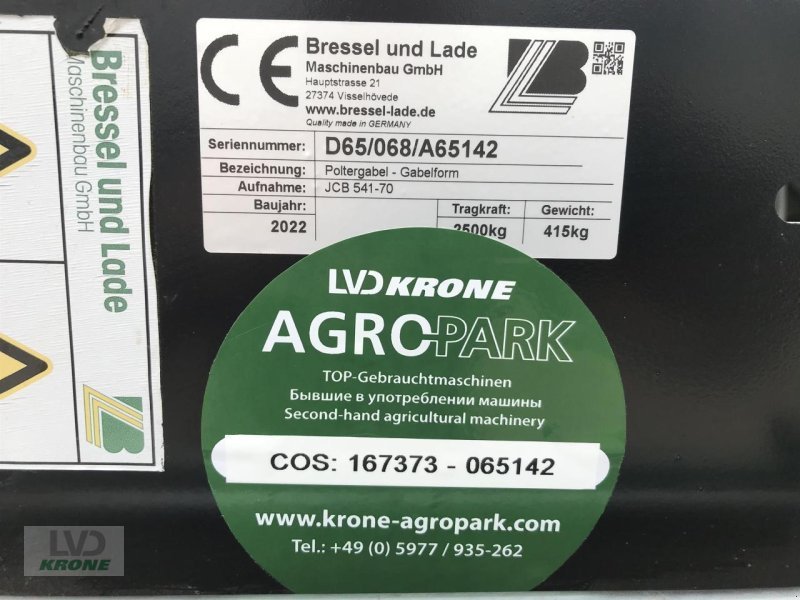 Bressel und Lade
Maschinenbau GmbH
CE
Bressel und Lade
Maschinenbau GmbH
Hauptstrasse 21
27374 Visselhövede
www.bressel-lade.de
Quality made in GERMANY
Seriennummer: D65/068/A65142
Bezeichnung: Poltergabel - Gabelform
Aufnahme: JCB 541-70
Baujahr: Tragkraft: Gewicht:
2022 2500kg 415kg
LVD KRONE
AGROPARK
TOP-Gebrauchtmaschinen
Бывшие в употреблении машины
Second-hand agricultural machinery
COS: 167373 - 065142
www.krone-agropark.com
Tel.: +49 (0) 5977 / 935-262
LVD
KRONE